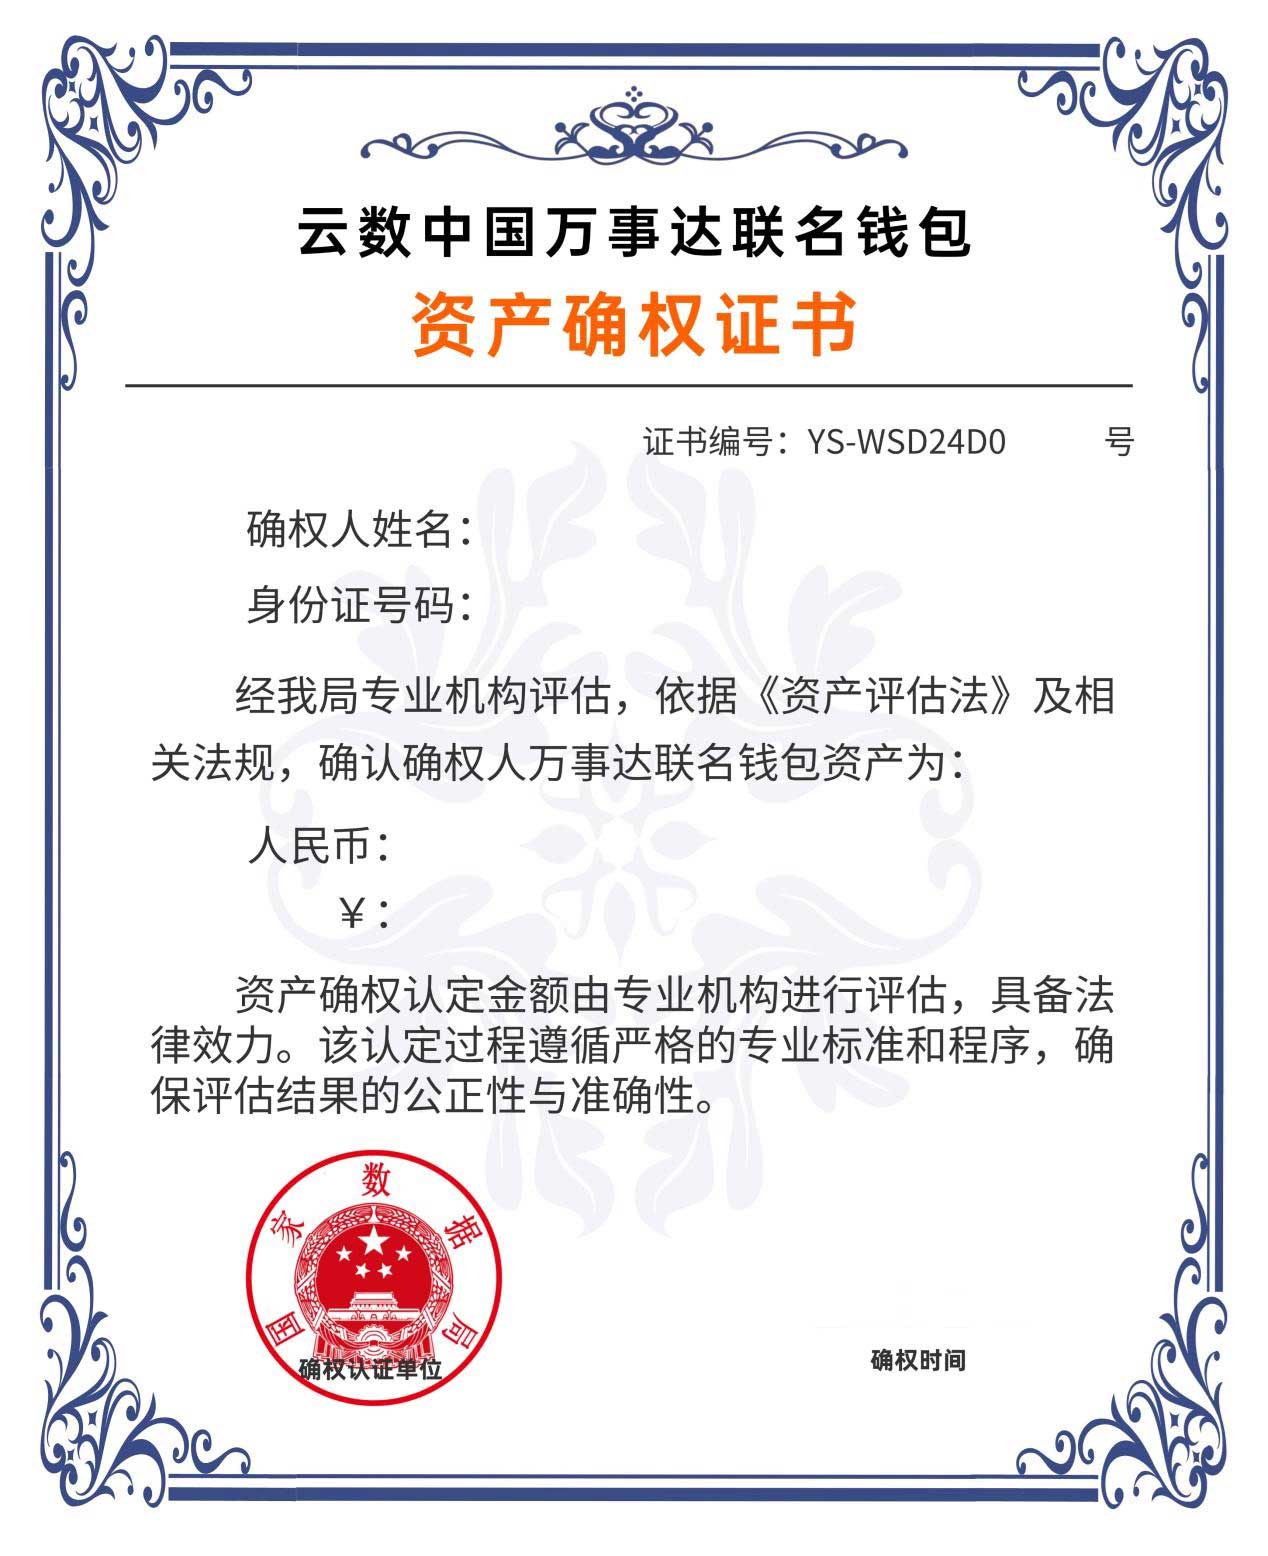 云数中国万事达联名钱包
资产确权证书
证书编号：YS-WSD24D0 号
确权人姓名：
身份证号码：
经我局专业机构评估，依据《资产评估法》及相
关法规，确认确权人万事达联名钱包资产为：
人民币：
￥：
资产确权认定金额由专业机构进行评估，具备法
律效力。该认定过程遵循严格的专业标准和程序，确
保评估结果的公正性与准确性。
国家数据局
确权认证单位
确权时间